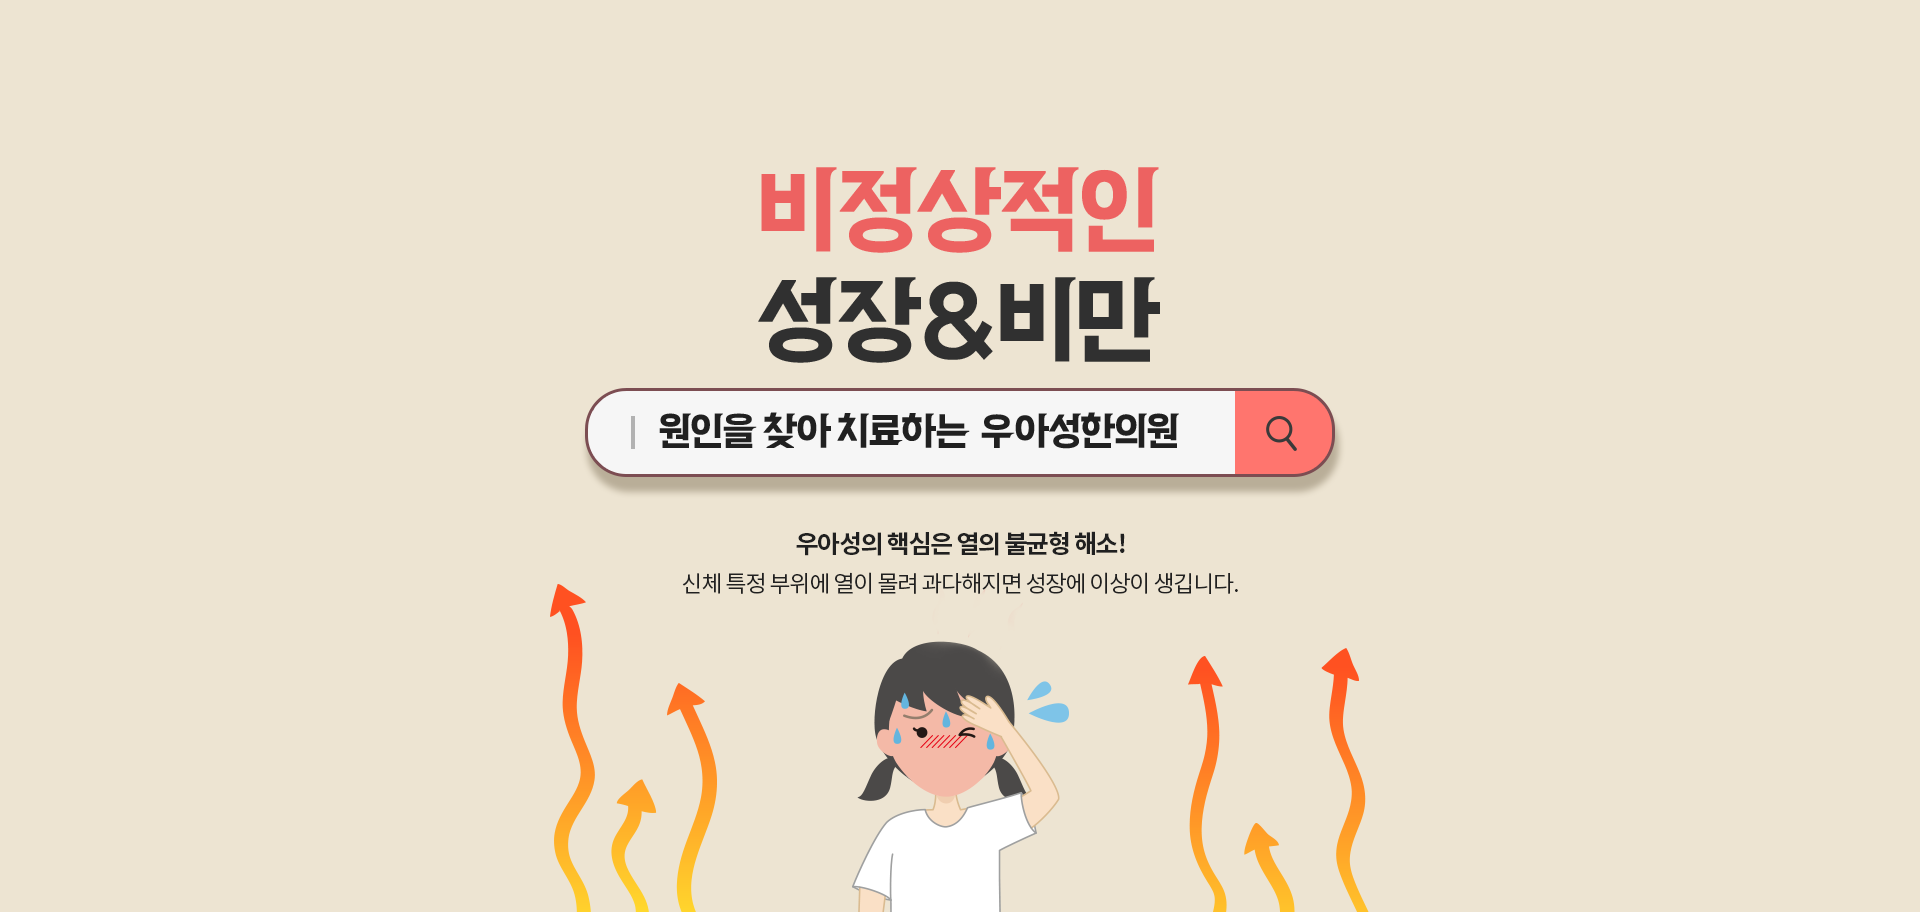 비정상적인
성장&비만
원인을 찾아 치료하는 우아성한의원
우아성의 핵심은 열의 불균형 해소!
신체 특정 부위에 열이 몰려 과다해지면 성장에 이상이 생깁니다.